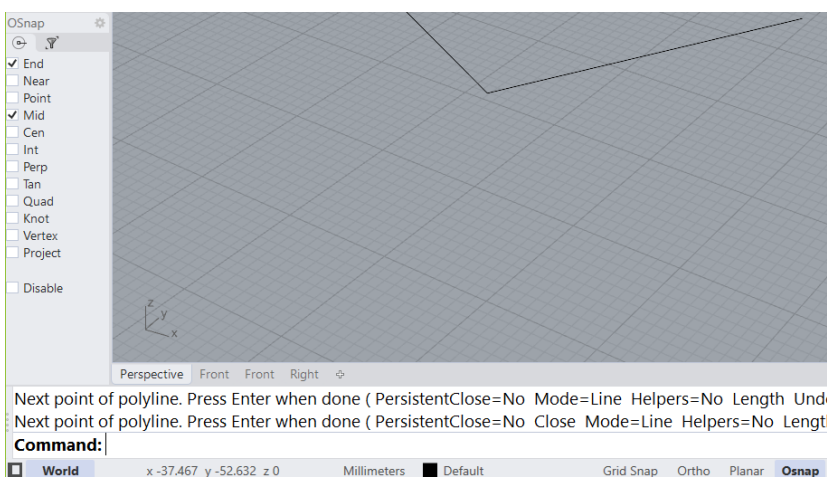 OSnap
End
Near
Point
Mid
Cen
Int
Perp
Tan
Quad
Knot
Vertex
Project
Disable
z
y
x
Perspective Front Front Right
Next point of polyline. Press Enter when done ( PersistentClose=No Mode=Line Helpers=No Length Undo
Next point of polyline. Press Enter when done ( PersistentClose=No Close Mode=Line Helpers=No Length
Command:
World x -37.467 y -52.632 z 0 Millimeters Default Grid Snap Ortho Planar Osnap